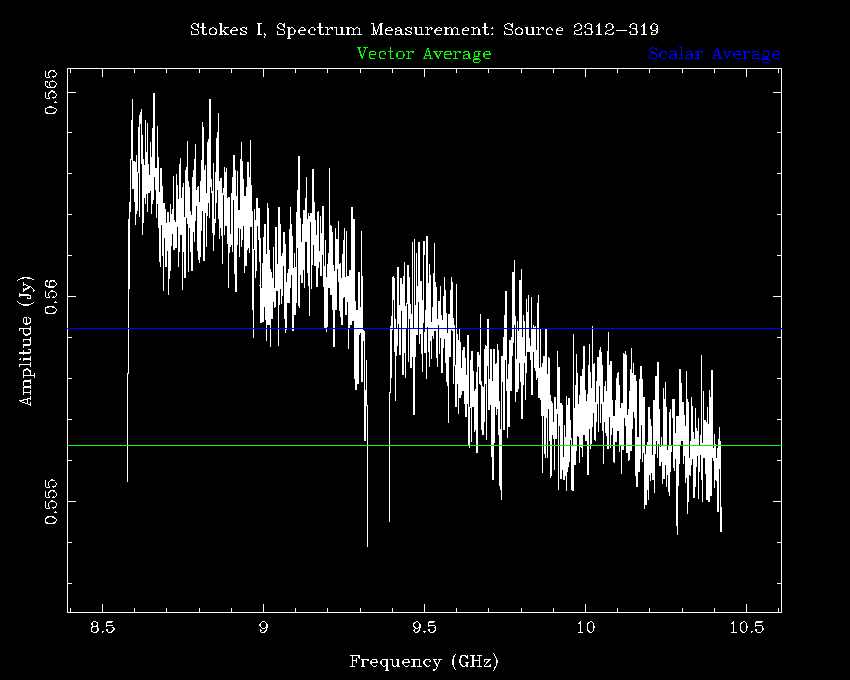 Stokes I, Spectrum Measurement: Source 2312-319
Vector Average Scalar Average
0.565
0.56
0.555
Amplitude (Jy)
8.5 9 9.5 10 10.5
Frequency (GHz)